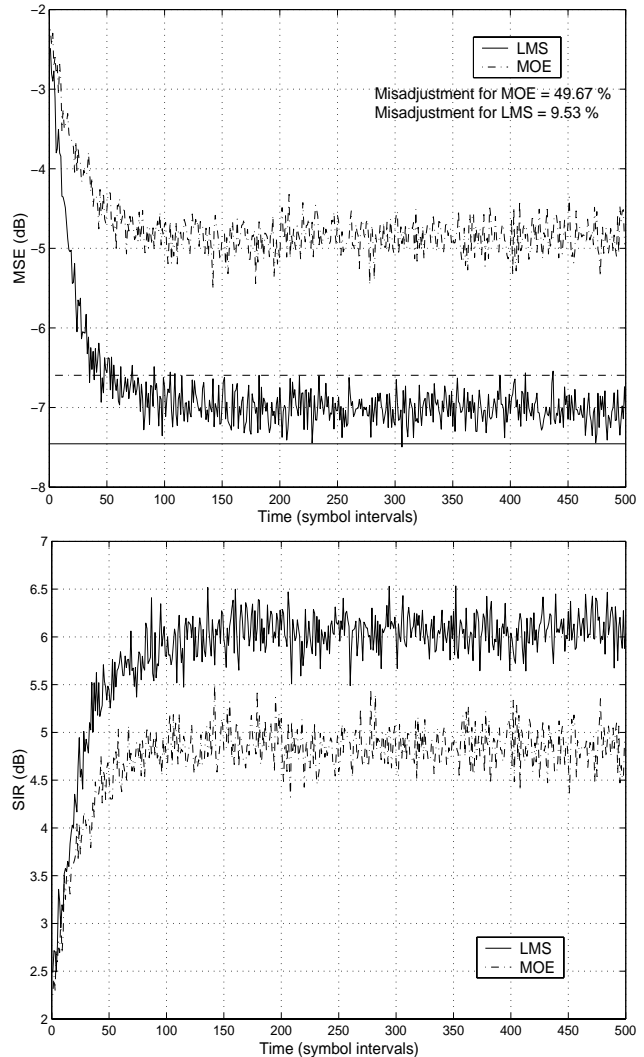 −2
−3
−4
−5
−6
−7
−8
MSE (dB)
LMS
MOE
Misadjustment for MOE = 49.67 %
Misadjustment for LMS = 9.53 %
0 50 100 150 200 250 300 350 400 450 500
Time (symbol intervals)
7
6.5
6
5.5
5
4.5
4
3.5
3
2.5
2
SIR (dB)
LMS
MOE
0 50 100 150 200 250 300 350 400 450 500
Time (symbol intervals)